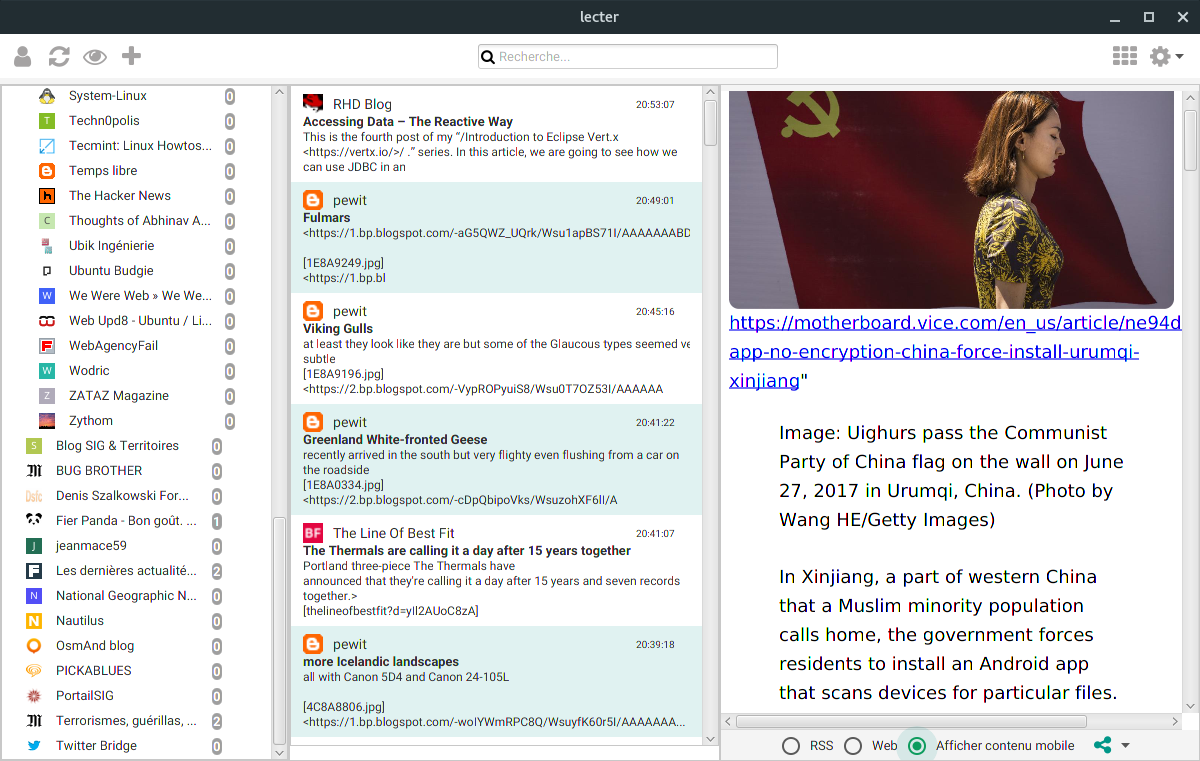 lecter
Recherche...
System-Linux 0
Techn0polis 0
Tecmint: Linux Howtos... 0
Temps libre 0
The Hacker News 0
Thoughts of Abhinav A... 0
Ubik Ingénierie 0
Ubuntu Budgie 0
We Were Web » We We... 0
Web Upd8 - Ubuntu / Li... 0
WebAgencyFail 0
Wodric 0
ZATAZ Magazine 0
Zythom 0
Blog SIG & Territoires 0
BUG BROTHER 0
Denis Szalkowski For... 0
Fier Panda - Bon goût. ... 1
jeanmace59 0
Les dernières actualité... 2
National Geographic N... 0
Nautilus 0
OsmAnd blog 0
PICKABLUES 0
PortailSIG 0
Terrorismes, guérillas, ... 2
Twitter Bridge 0
RHD Blog 20:53:07
Accessing Data – The Reactive Way
This is the fourth post of my “/Introduction to Eclipse Vert.x
<https://vertx.io/>/ .” series. In this article, we are going to see how we
can use JDBC in an
pewit 20:49:01
Fulmars
<https://1.bp.blogspot.com/-aG5QWZ_UQrk/Wsu1apBS71I/AAAAAAABD
[1E8A9249.jpg]
<https://1.bp.bl
pewit 20:45:16
Viking Gulls
at least they look like they are but some of the Glaucous types seemed ve
subtle
[1E8A9196.jpg]
<https://2.bp.blogspot.com/-VypROPyuiS8/Wsu0T7OZ53I/AAAAAA
pewit 20:41:22
Greenland White-fronted Geese
recently arrived in the south but very flighty even flushing from a car on
the roadside
[1E8A0334.jpg]
<https://2.bp.blogspot.com/-cDpQbipoVks/WsuzohXF6lI/A
BF The Line Of Best Fit 20:41:07
The Thermals are calling it a day after 15 years together
Portland three-piece The Thermals have
announced that they're calling it a day after 15 years and seven records
together.>
[thelineofbestfit?d=yIl2AUoC8zA]
pewit 20:39:18
more Icelandic landscapes
all with Canon 5D4 and Canon 24-105L
[4C8A8806.jpg]
<https://1.bp.blogspot.com/-woIYWmRPC8Q/WsuyfK60r5I/AAAAAAA...
https://motherboard.vice.com/en_us/article/ne94d
app-no-encryption-china-force-install-urumqi-
xinjiang"
Image: Uighurs pass the Communist
Party of China flag on the wall on June
27, 2017 in Urumqi, China. (Photo by
Wang HE/Getty Images)
In Xinjiang, a part of western China
that a Muslim minority population
calls home, the government forces
residents to install an Android app
that scans devices for particular files.
RSS Web Afficher contenu mobile